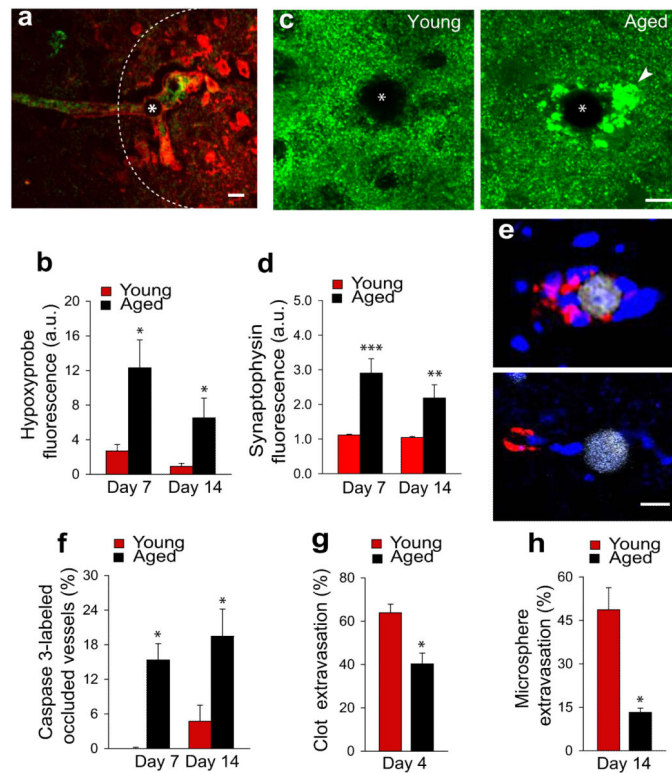 a
*
c
Young
*
Aged
*
b
Young
Aged
Hypoxyprobe
fluorescence (a.u.)
20
16
12
8
4
0
*
*
Day 7
Day 14
d
Young
Aged
Synaptophysin
fluorescence (a.u.)
5.0
4.0
3.0
2.0
1.0
0.0
***
**
Day 7
Day 14
e
f
Young
Aged
Caspase 3-labeled
occluded vessels (%)
30
24
18
12
6
0
*
*
Day 7
Day 14
g
Young
Aged
Clot extravasation (%)
80
60
40
20
0
*
Day 4
h
Young
Aged
Microsphere
extravasation (%)
60
45
30
15
0
*
Day 14